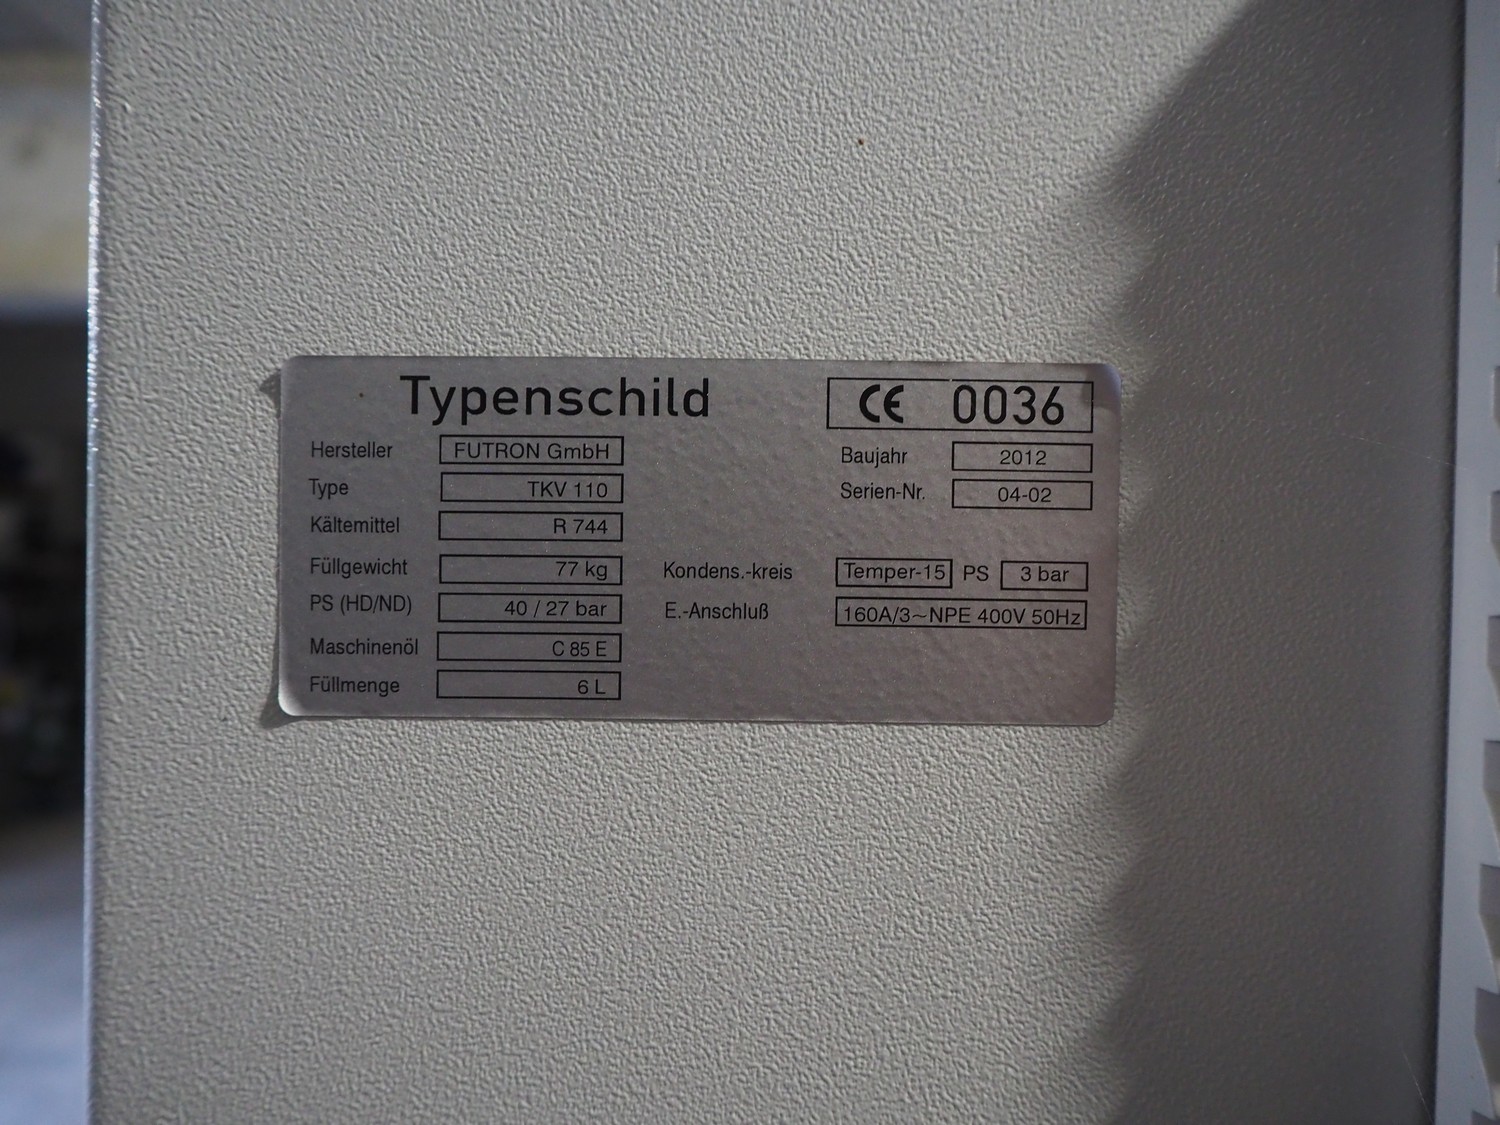 Typenschild
CE 0036
Hersteller FUTRON GmbH
Baujahr 2012
Type TKV 110
Serien-Nr. 04-02
Kältemittel R 744
Füllgewicht 77 kg
Kondens.-kreis Temper-15 PS 3 bar
PS (HD/ND) 40 / 27 bar
E.-Anschluß 160A/3~NPE 400V 50Hz
Maschinenöl C 85 E
Füllmenge 6 L